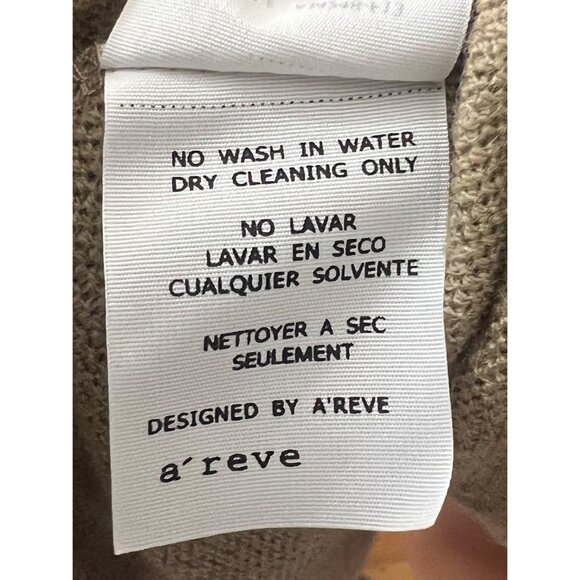 NO WASH IN WATER
DRY CLEANING ONLY
NO LAVAR
LAVAR EN SECO
CUALQUIER SOLVENTE
NETTOYER A SEC
SEULEMENT
DESIGNED BY A'REVE
a´reve